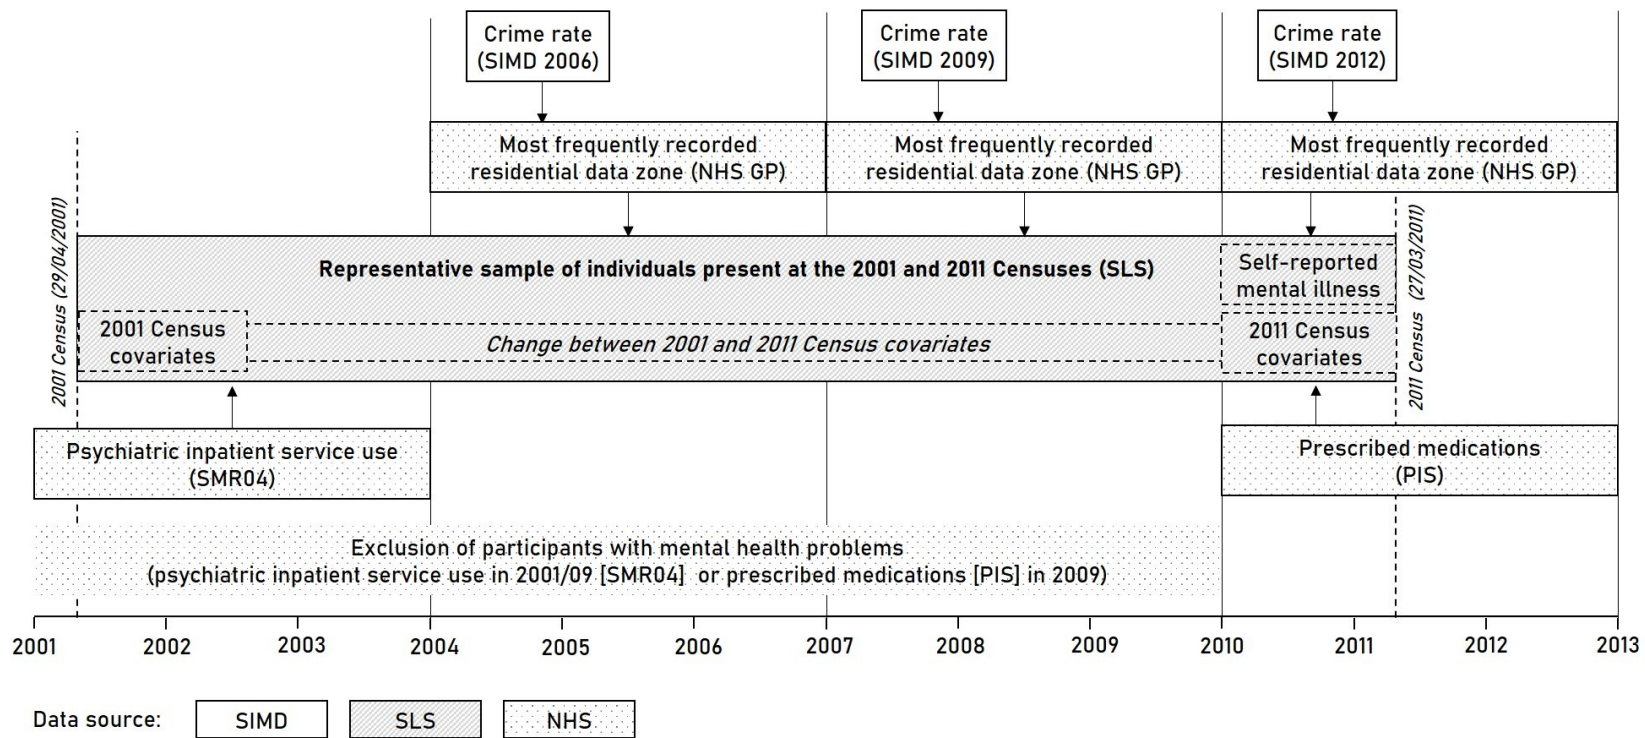 Crime rate
(SIMD 2006)
Crime rate
(SIMD 2009)
Crime rate
(SIMD 2012)
Most frequently recorded
residential data zone (NHS GP)
Most frequently recorded
residential data zone (NHS GP)
Most frequently recorded
residential data zone (NHS GP)
2001 Census (29/04/2001)
Representative sample of individuals present at the 2001 and 2011 Censuses (SLS)
Self-reported
mental illness
2001 Census
covariates
Change between 2001 and 2011 Census covariates
2011 Census
covariates
2011 Census (27/03/2011)
Psychiatric inpatient service use
(SMR04)
Prescribed medications
(PIS)
Exclusion of participants with mental health problems
(psychiatric inpatient service use in 2001/09 [SMR04] or prescribed medications [PIS] in 2009)
2001 2002 2003 2004 2005 2006 2007 2008 2009 2010 2011 2012 2013
Data source: SIMD SLS NHS